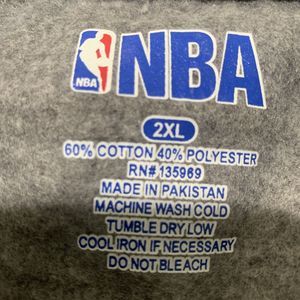 NBA NBA
2XL
60% COTTON 40% POLYESTER
RN# 135969
MADE IN PAKISTAN
MACHINE WASH COLD
TUMBLE DRY LOW
COOL IRON IF NECESSARY
DO NOT BLEACH